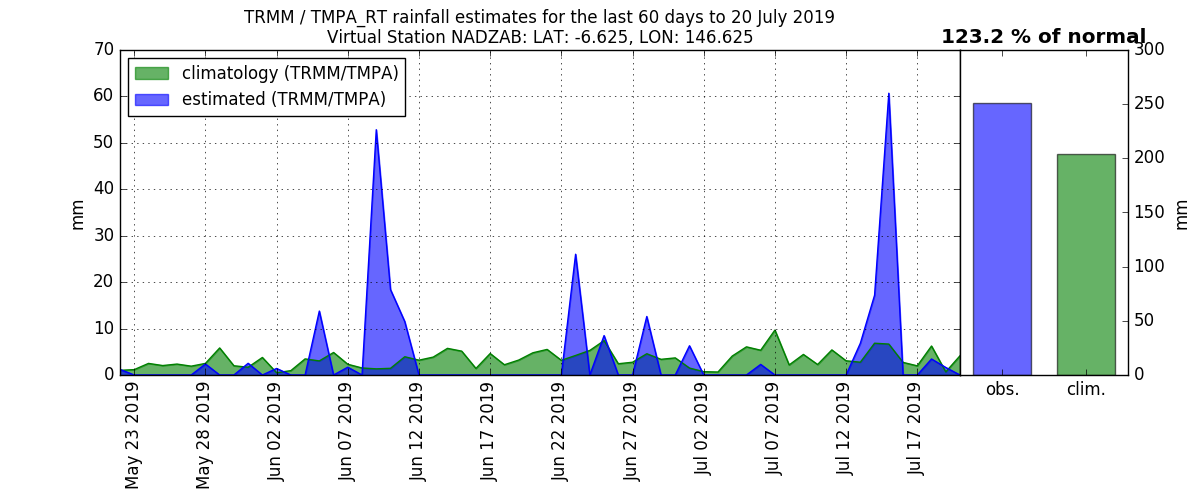 TRMM / TMPA_RT rainfall estimates for the last 60 days to 20 July 2019
Virtual Station NADZAB: LAT: -6.625, LON: 146.625
123.2 % of normal
climatology (TRMM/TMPA)
estimated (TRMM/TMPA)
70
60
50
40
30
20
10
0
mm
May 23 2019
May 28 2019
Jun 02 2019
Jun 07 2019
Jun 12 2019
Jun 17 2019
Jun 22 2019
Jun 27 2019
Jul 02 2019
Jul 07 2019
Jul 12 2019
Jul 17 2019
obs.
clim.
300
250
200
150
100
50
0
mm